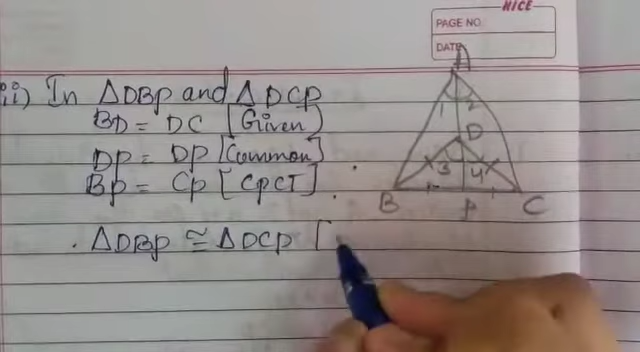 NICE
PAGE NO.
DATE
ii) In ΔDBP and ΔDCP
BD = DC [Given]
DP = DP [Common]
BP = CP [CPCT]
ΔDBP ≅ ΔDCP [
A
1 2
D
3 4
B P C